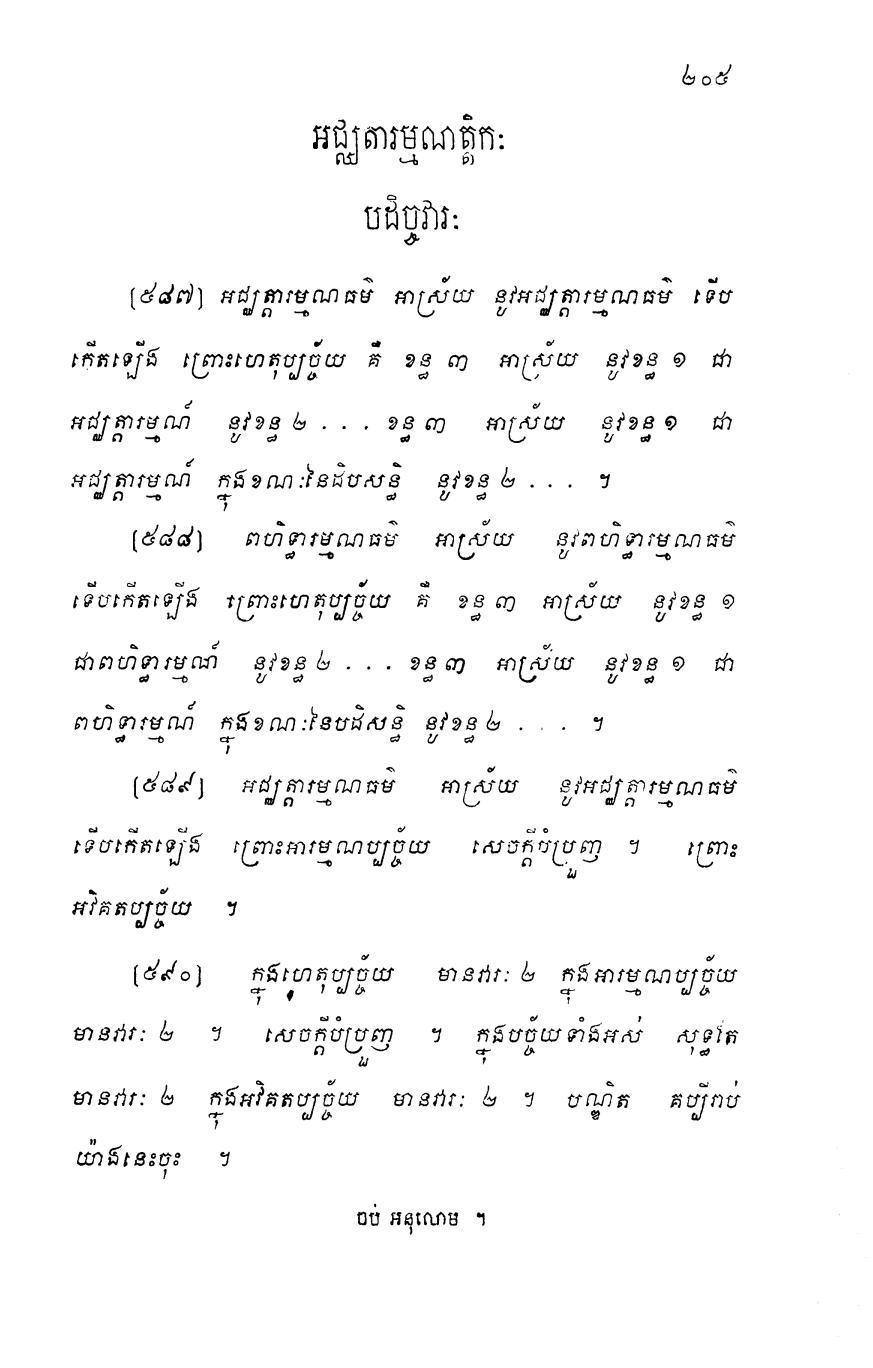 ២០៥
អជ្ឈតារម្មណត្តិកៈ
បដិច្ចវារៈ
[៥៨៧] អជ្ឈត្តារម្មណធម៌ អាស្រ័យ នូវអជ្ឈត្តារម្មណធម៌ ទើប
កើតឡើង ព្រោះហេតុប្បច្ច័យ គឺ ខន្ធ ៣ អាស្រ័យ នូវខន្ធ ១ ជា
អជ្ឈត្តារម្មណ៍ នូវខន្ធ ២ . . . ខន្ធ ៣ អាស្រ័យ នូវខន្ធ ១ ជា
អជ្ឈត្តារម្មណ៍ ក្នុងខណៈនៃដិបសន្ធិ នូវខន្ធ ២ . . . ។
[៥៨៨] ពហិទ្ធារម្មណធម៌ អាស្រ័យ នូវពហិទ្ធារម្មណធម៌
ទើបកើតឡើង ព្រោះហេតុប្បច្ច័យ គឺ ខន្ធ ៣ អាស្រ័យ នូវខន្ធ ១
ជាពហិទ្ធារម្មណ៍ នូវខន្ធ ២ . . . ខន្ធ ៣ អាស្រ័យ នូវខន្ធ ១ ជា
ពហិទ្ធារម្មណ៍ ក្នុងខណៈនៃបដិសន្ធិ នូវខន្ធ ២ . . . ។
[៥៨៩] អជ្ឈត្តារម្មណធម៌ អាស្រ័យ នូវអជ្ឈត្តារម្មណធម៌
ទើបកើតឡើង ព្រោះអារម្មណប្បច្ច័យ សេចក្តីបំប្រួញ ។ ព្រោះ
អវិគតប្បច្ច័យ ។
[៥៩០] ក្នុងហេតុប្បច្ច័យ មានវារៈ ២ ក្នុងអារម្មណប្បច្ច័យ
មានវារៈ ២ ។ សេចក្តីបំប្រួញ ។ ក្នុងបច្ច័យទាំងអស់ សុទ្ធតែ
មានវារៈ ២ ក្នុងអវិគតប្បច្ច័យ មានវារៈ ២ ។ បណ្ឌិត គប្បីរាប់
យ៉ាងនេះចុះ ។
ចប់ អនុលោម ។